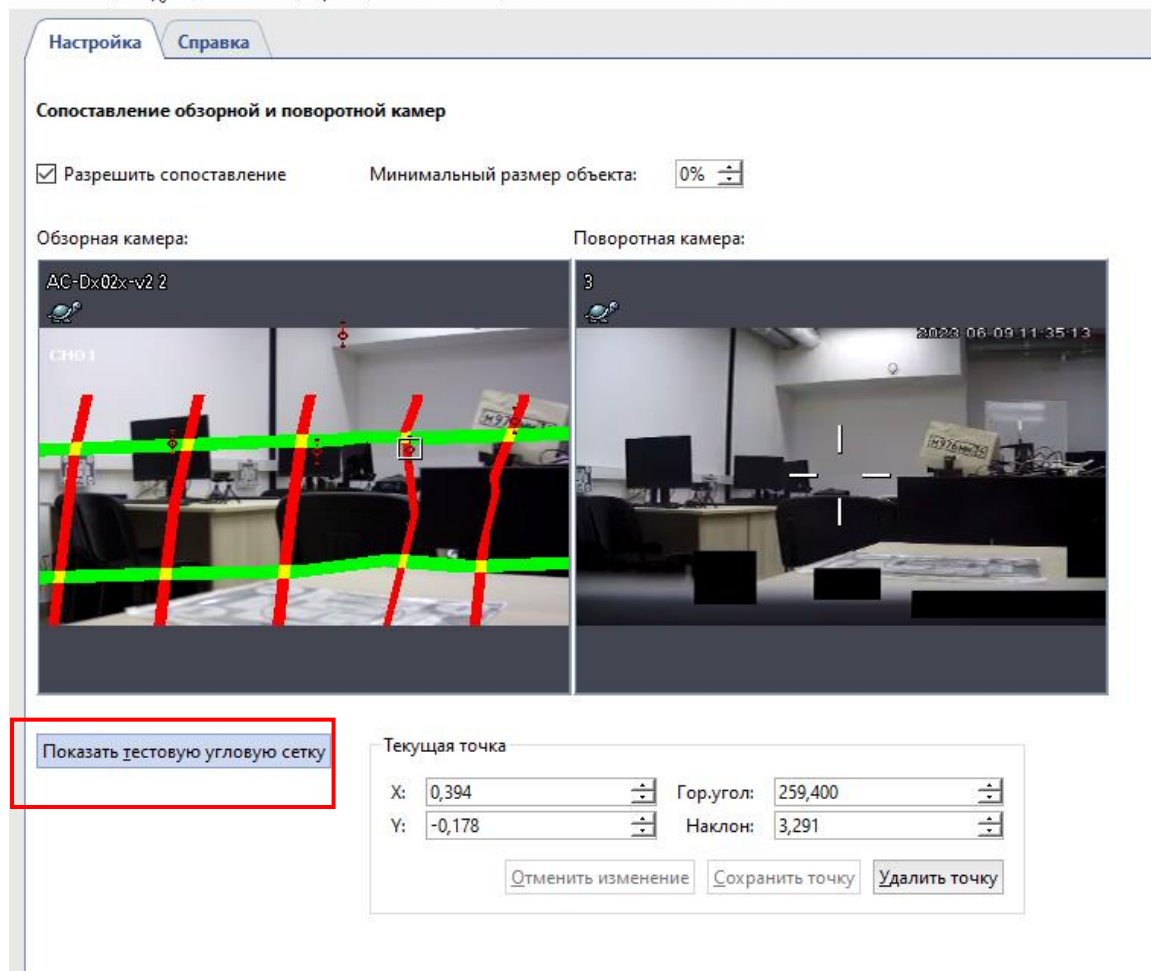 Настройка Справка
Сопоставление обзорной и поворотной камер
Разрешить сопоставление Минимальный размер объекта: 0%
Обзорная камера: Поворотная камера:
AC-Dx02x-v2 2 3
2023-06-09 11:35:13
CH01
Показать тестовую угловую сетку Текущая точка
X: 0,394 Гор.угол: 259,400
Y: -0,178 Наклон: 3,291
Отменить изменение Сохранить точку Удалить точку